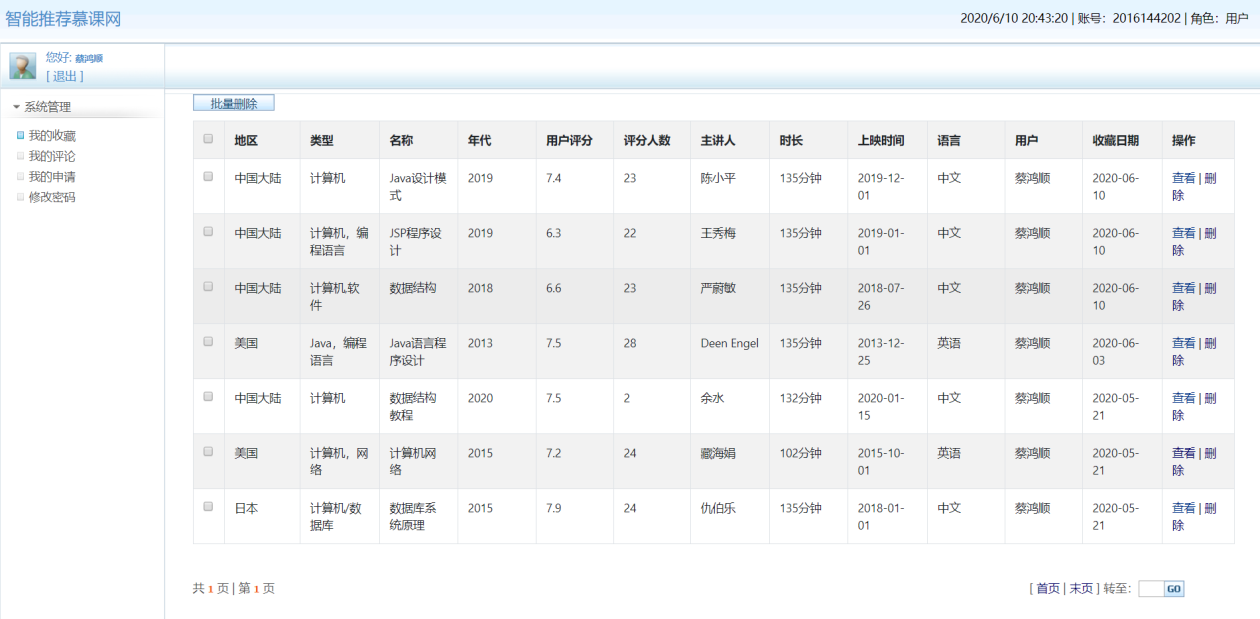 智能推荐慕课网
2020/6/10 20:43:20 | 账号: 2016144202 | 角色: 用户
您好: 蔡鸿顺
[ 退出 ]
系统管理
我的收藏
我的评论
我的申请
修改密码
批量删除
地区 类型 名称 年代 用户评分 评分人数 主讲人 时长 上映时间 语言 用户 收藏日期 操作
中国大陆 计算机 Java设计模 2019 7.4 23 陈小平 135分钟 2019-12- 中文 蔡鸿顺 2020-06- 查看 | 删
式 01 10 除
中国大陆 计算机，编 JSP程序设 2019 6.3 22 王秀梅 135分钟 2019-01- 中文 蔡鸿顺 2020-06- 查看 | 删
程语言 计 01 10 除
中国大陆 计算机.软 数据结构 2018 6.6 23 严蔚敏 135分钟 2018-07- 中文 蔡鸿顺 2020-06- 查看 | 删
件 26 10 除
美国 Java，编程 Java语言程 2013 7.5 28 Deen Engel 135分钟 2013-12- 英语 蔡鸿顺 2020-06- 查看 | 删
语言 序设计 25 03 除
中国大陆 计算机 数据结构 2020 7.5 2 余水 132分钟 2020-01- 中文 蔡鸿顺 2020-05- 查看 | 删
教程 15 21 除
美国 计算机，网 计算机网 2015 7.2 24 臧海娟 102分钟 2015-10- 英语 蔡鸿顺 2020-05- 查看 | 删
络 络 01 21 除
日本 计算机/数 数据库系 2015 7.9 24 仇伯乐 135分钟 2018-01- 中文 蔡鸿顺 2020-05- 查看 | 删
据库 统原理 01 21 除
共 1 页 | 第 1 页
[ 首页 | 末页 ] 转至: GO